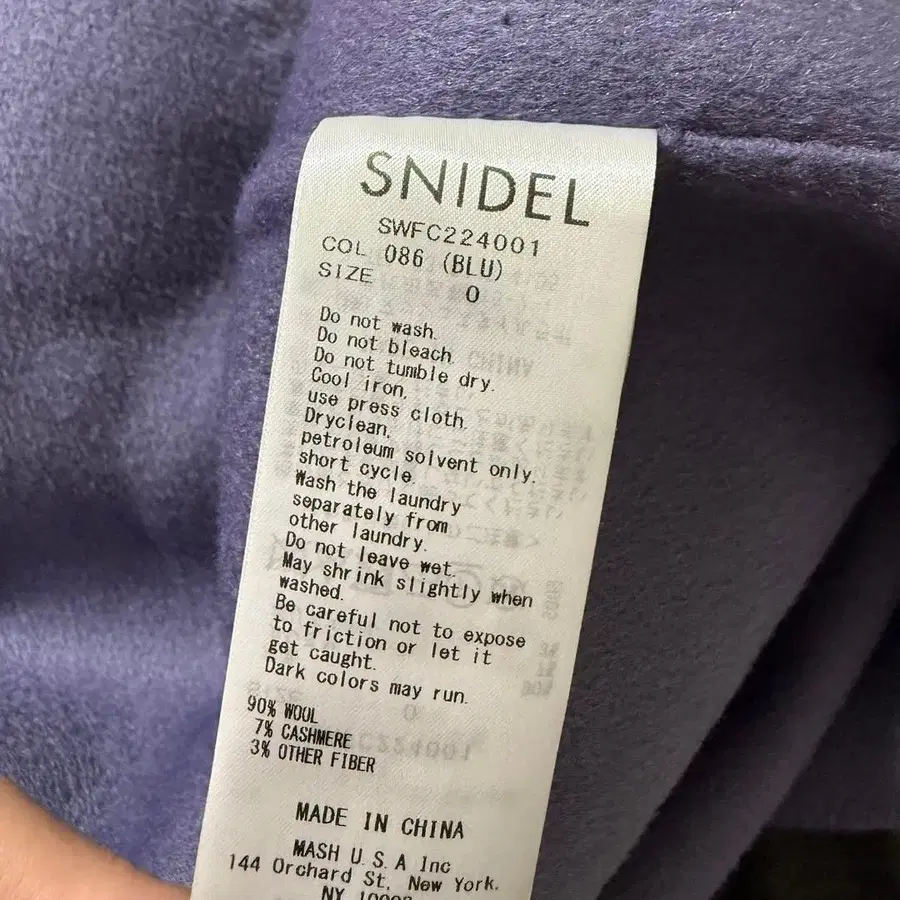 SNIDEL
SWFC224001
COL 086 (BLU)
SIZE 0
Do not wash.
Do not bleach.
Do not tumble dry.
Cool iron,
use press cloth.
Dryclean,
petroleum solvent only.
short cycle.
Wash the laundry
separately from
other laundry.
Do not leave wet.
May shrink slightly when
washed.
Be careful not to expose
to friction or let it
get caught.
Dark colors may run.
90% WOOL
7% CASHMERE
3% OTHER FIBER
MADE IN CHINA
MASH U.S.A Inc
144 Orchard St, New York.
NY